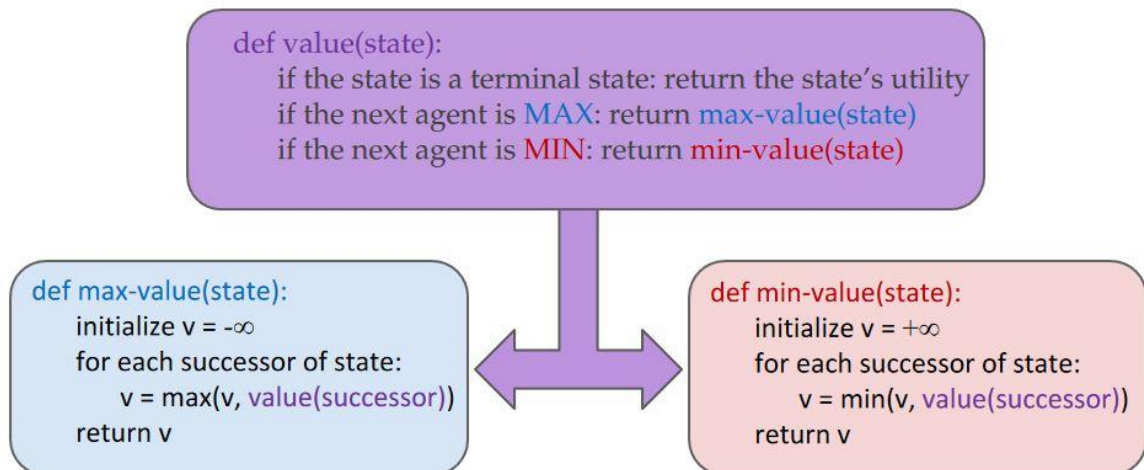 def value(state):
if the state is a terminal state: return the state’s utility
if the next agent is MAX: return max-value(state)
if the next agent is MIN: return min-value(state)
def max-value(state):
initialize v = -∞
for each successor of state:
v = max(v, value(successor))
return v
def min-value(state):
initialize v = +∞
for each successor of state:
v = min(v, value(successor))
return v